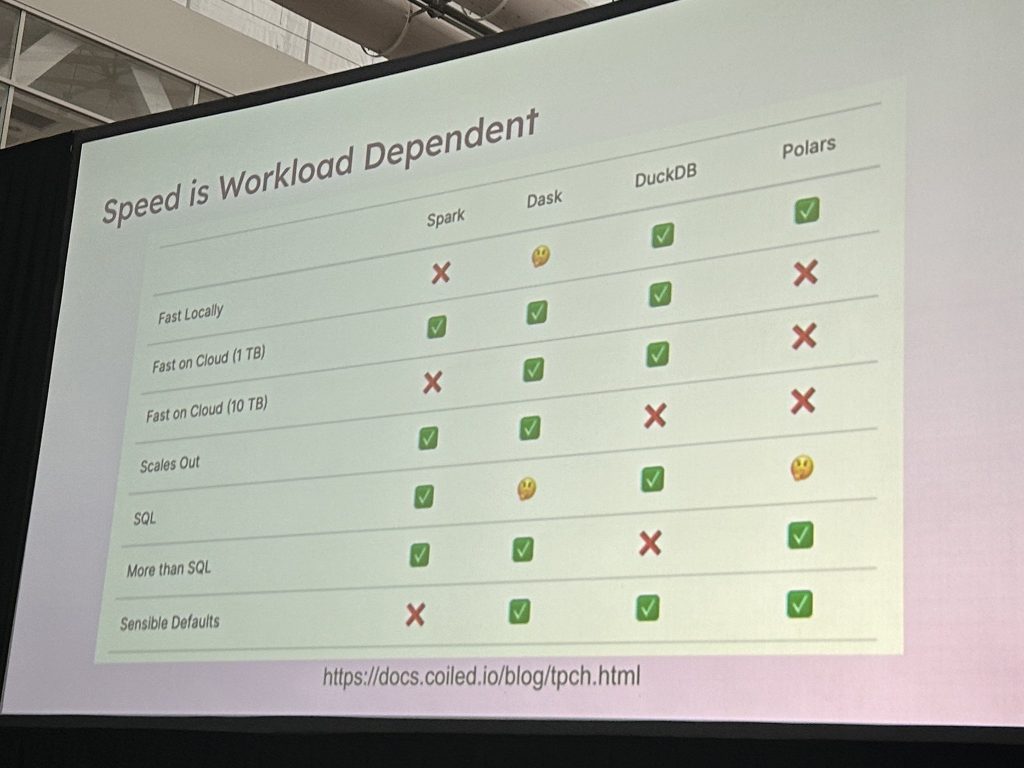 Speed is Workload Dependent
Spark Dask DuckDB Polars
Fast Locally ❌ 🤔 ✅ ✅
Fast on Cloud (1 TB) ✅ ✅ ✅ ❌
Fast on Cloud (10 TB) ❌ ✅ ✅ ❌
Scales Out ✅ ✅ ❌ ❌
SQL ✅ 🤔 ✅ 🤔
More than SQL ✅ ✅ ❌ ✅
Sensible Defaults ❌ ✅ ✅ ✅
https://docs.coiled.io/blog/tpch.html